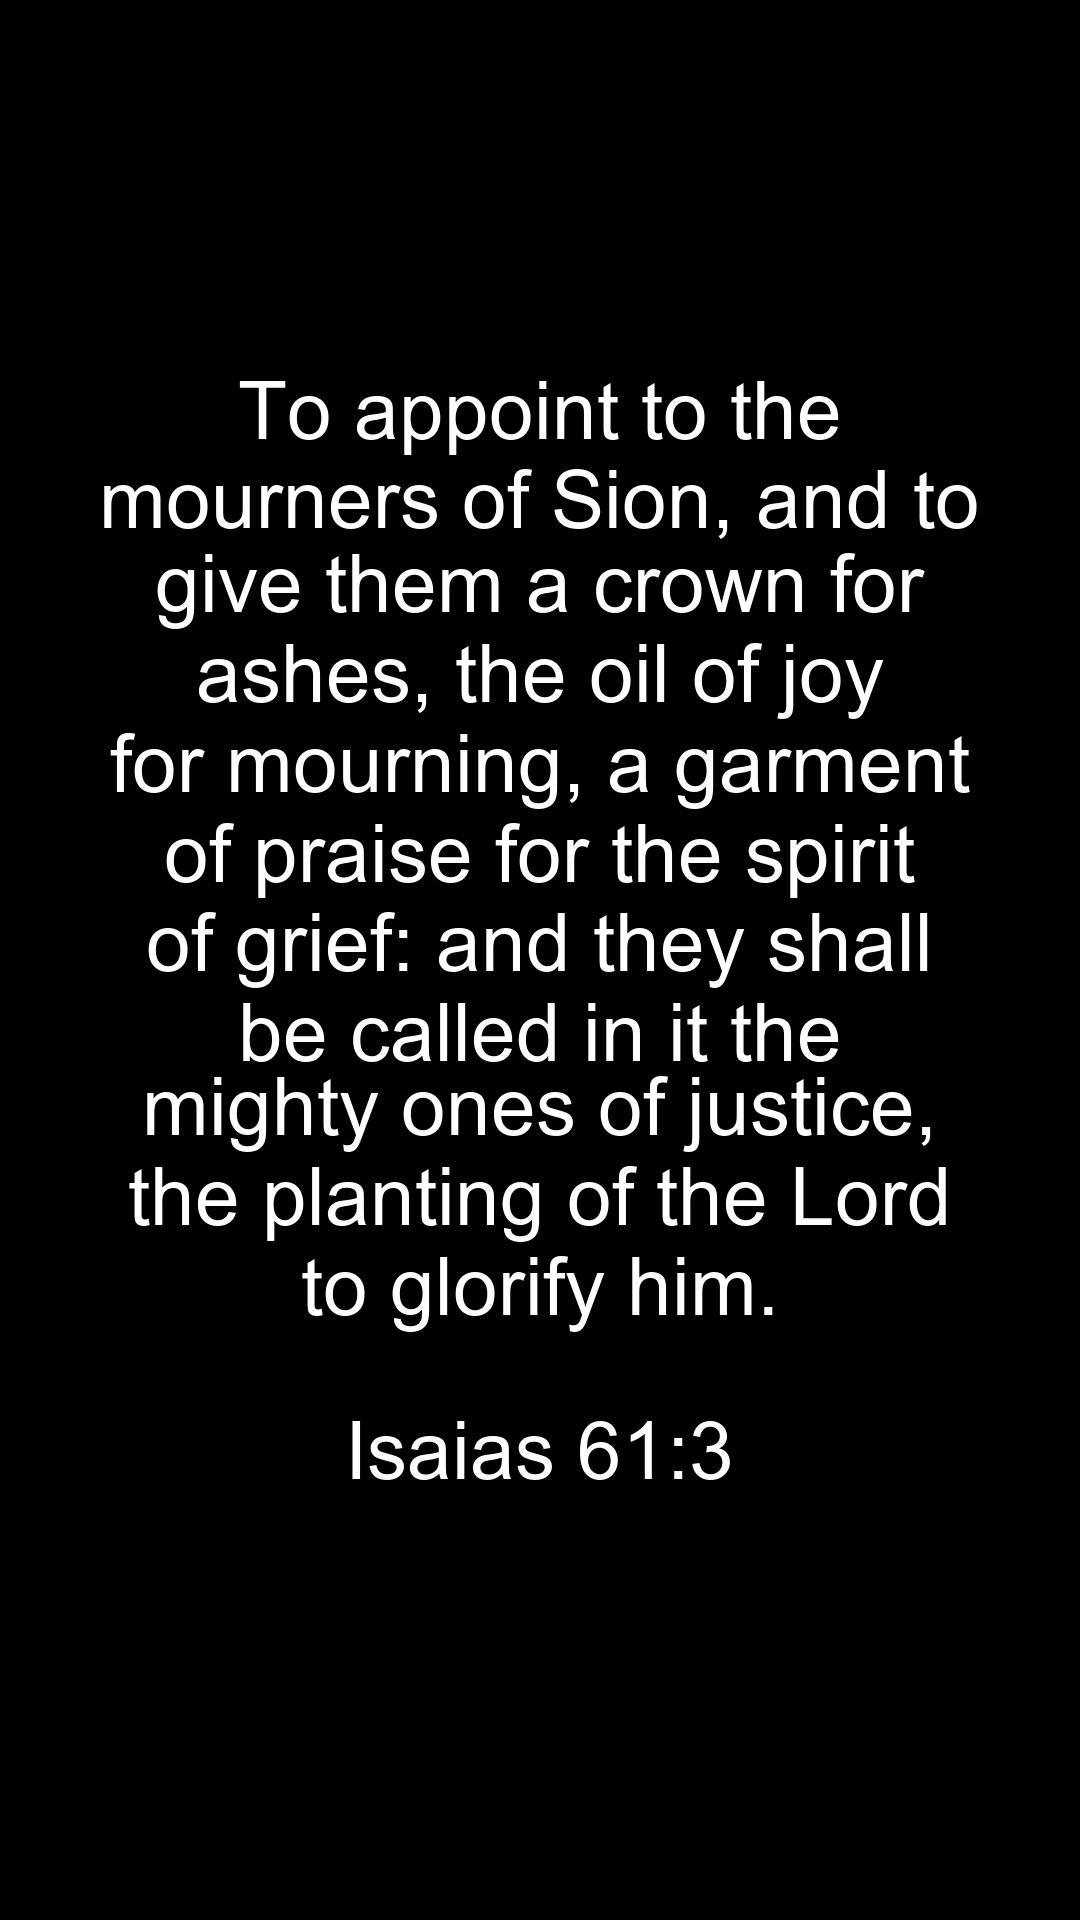 To appoint to the
mourners of Sion, and to
give them a crown for
ashes, the oil of joy
for mourning, a garment
of praise for the spirit
of grief: and they shall
be called in it the
mighty ones of justice,
the planting of the Lord
to glorify him.
Isaias 61:3